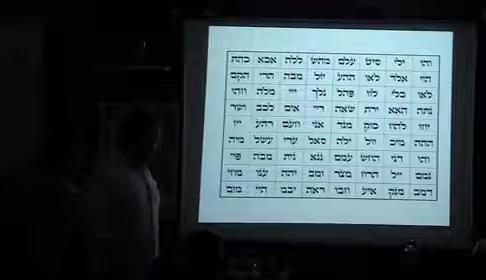 והו ילי סיט עלם מהש ללה אכא כהת
הזי אלד לאו ההע יזל מבה הרי הקם
לאו כלי לוו פהל נלך ייי מלה חהו
נתה האא ירת שאה ריי אום לכב ושר
יחו להח כוק מנד אני חעם רהע ייז
ההה מיכ וול ילה סאל ערי עשל מיה
והו דני החש עמם ננא נית מבה פוי
נמם ייל הרח מצר ומב יהה ענו מחי
דמב מנק איע חבו ראה יבמ היי מום